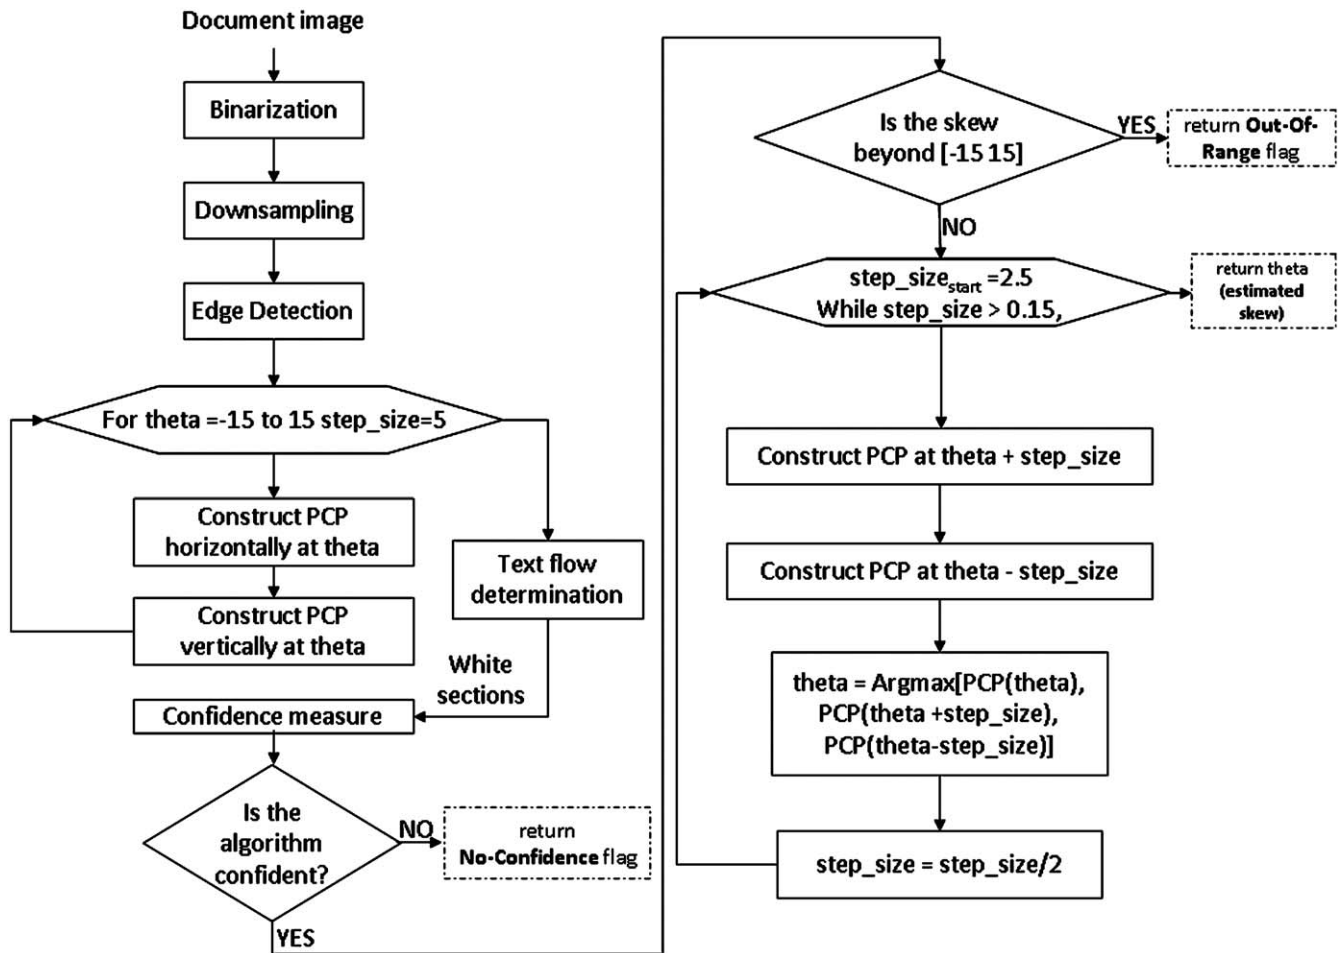 Document image
Binarization
Downsampling
Edge Detection
For theta =-15 to 15 step_size=5
Construct PCP
horizontally at theta
Construct PCP
vertically at theta
Text flow
determination
White
sections
Confidence measure
Is the
algorithm
confident?
NO
return
No-Confidence flag
YES
Is the skew
beyond [-15 15]
YES
return Out-Of-
Range flag
NO
step_size_start =2.5
While step_size > 0.15,
return theta
(estimated
skew)
Construct PCP at theta + step_size
Construct PCP at theta - step_size
theta = Argmax[PCP(theta),
PCP(theta +step_size),
PCP(theta-step_size)]
step_size = step_size/2